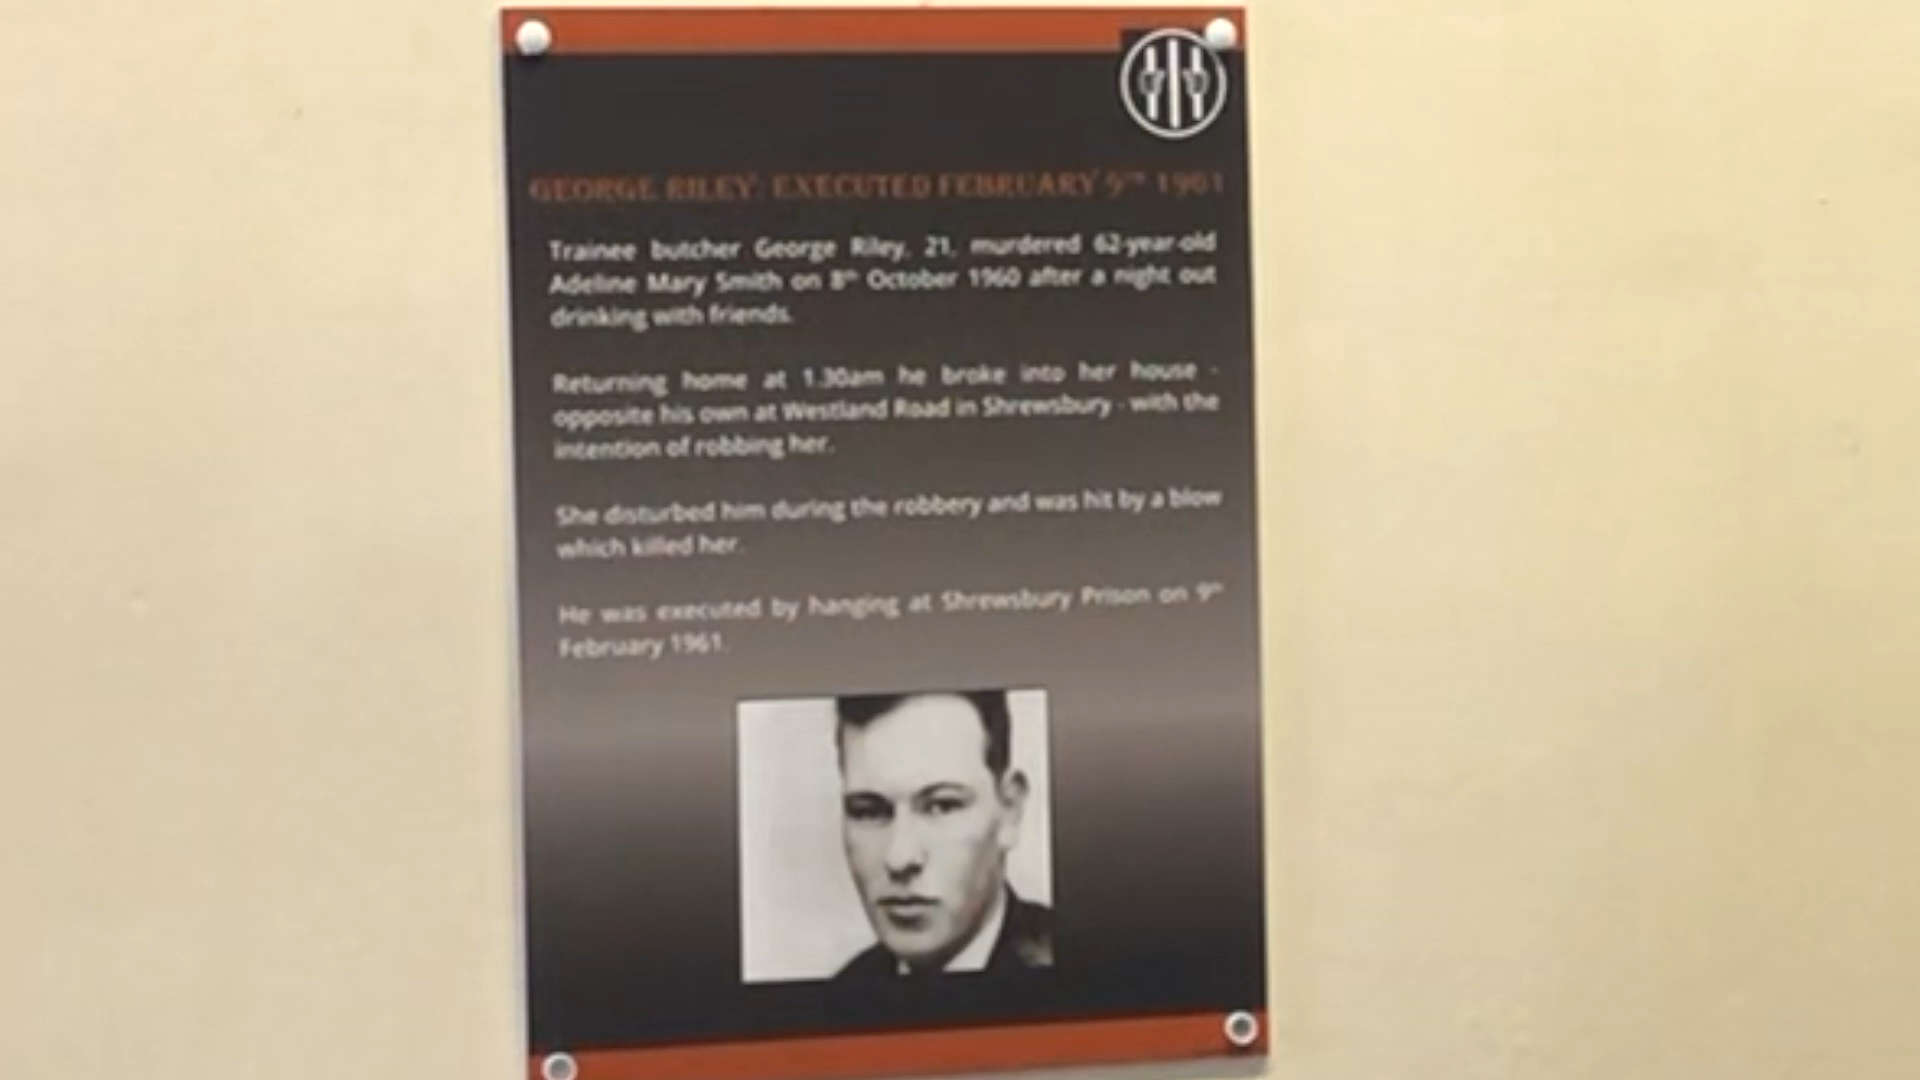 GEORGE RILEY: EXECUTED FEBRUARY 9TH 1961
Trainee butcher George Riley, 21, murdered 62-year-old
Adeline Mary Smith on 8th October 1960 after a night out
drinking with friends.
Returning home at 1.30am he broke into her house -
opposite his own at Westland Road in Shrewsbury - with the
intention of robbing her.
She disturbed him during the robbery and was hit by a blow
which killed her.
He was executed by hanging at Shrewsbury Prison on 9th
February 1961.